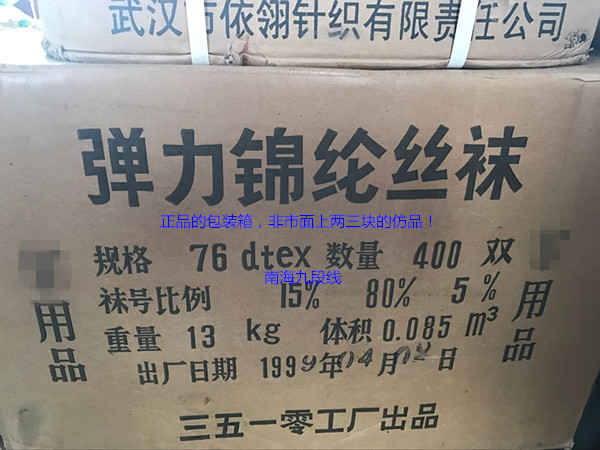 武汉市依翎针织有限责任公司
弹力锦纶丝袜
正品的包装箱，非市面上两三块的仿品！
规格 76 dtex 数量 400 双
南海九段线
袜号比例 15% 80% 5%
重量 13 kg 体积 0.085 m³
出厂日期 1999年04月02日
用品
用品
三五一零工厂出品